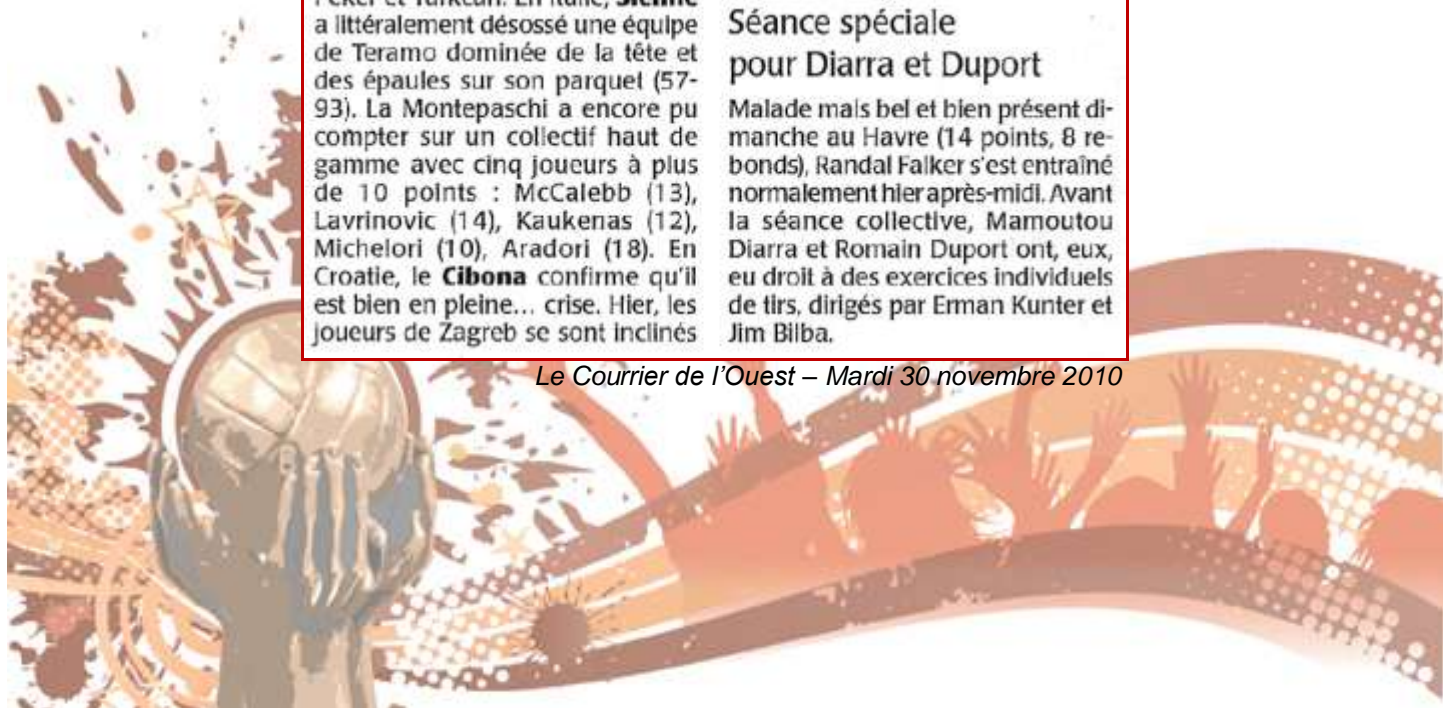 a littéralement désossé une équipe
de Teramo dominée de la tête et
des épaules sur son parquet (57-
93). La Montepaschi a encore pu
compter sur un collectif haut de
gamme avec cinq joueurs à plus
de 10 points : McCalebb (13),
Lavrinovic (14), Kaukenas (12),
Michelori (10), Aradori (18). En
Croatie, le Cibona confirme qu'il
est bien en pleine... crise. Hier, les
joueurs de Zagreb se sont inclinés
Séance spéciale
pour Diarra et Duport
Malade mais bel et bien présent di-
manche au Havre (14 points, 8 re-
bonds), Randal Falker s'est entraîné
normalement hier après-midi. Avant
la séance collective, Mamoutou
Diarra et Romain Duport ont, eux,
eu droit à des exercices individuels
de tirs, dirigés par Erman Kunter et
Jim Bilba.
Le Courrier de l'Ouest – Mardi 30 novembre 2010